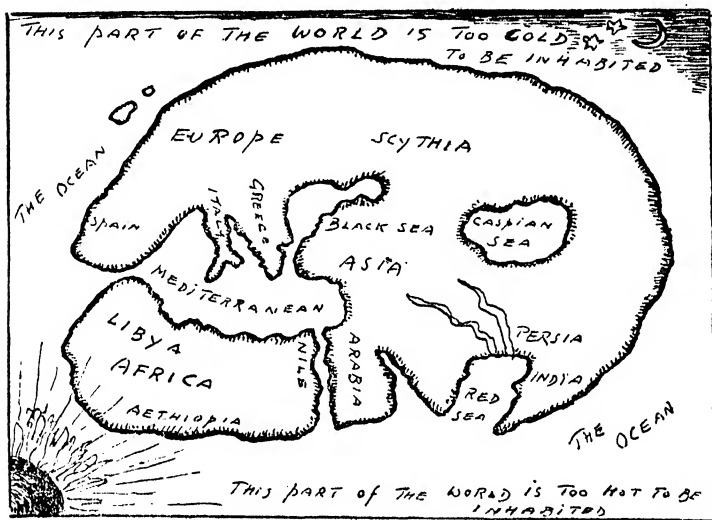 THIS PART OF THE WORLD IS TOO COLD
TO BE INHABITED
THE OCEAN
EUROPE
SCYTHIA
SPAIN
ITALY
GREECE
BLACK SEA
CASPIAN
SEA
ASIA
MEDITERRANEAN
LIBYA
AFRICA
AETHIOPIA
NILE
ARABIA
PERSIA
INDIA
RED
SEA
THE OCEAN
THIS PART OF THE WORLD IS TOO HOT TO BE
INHABITED